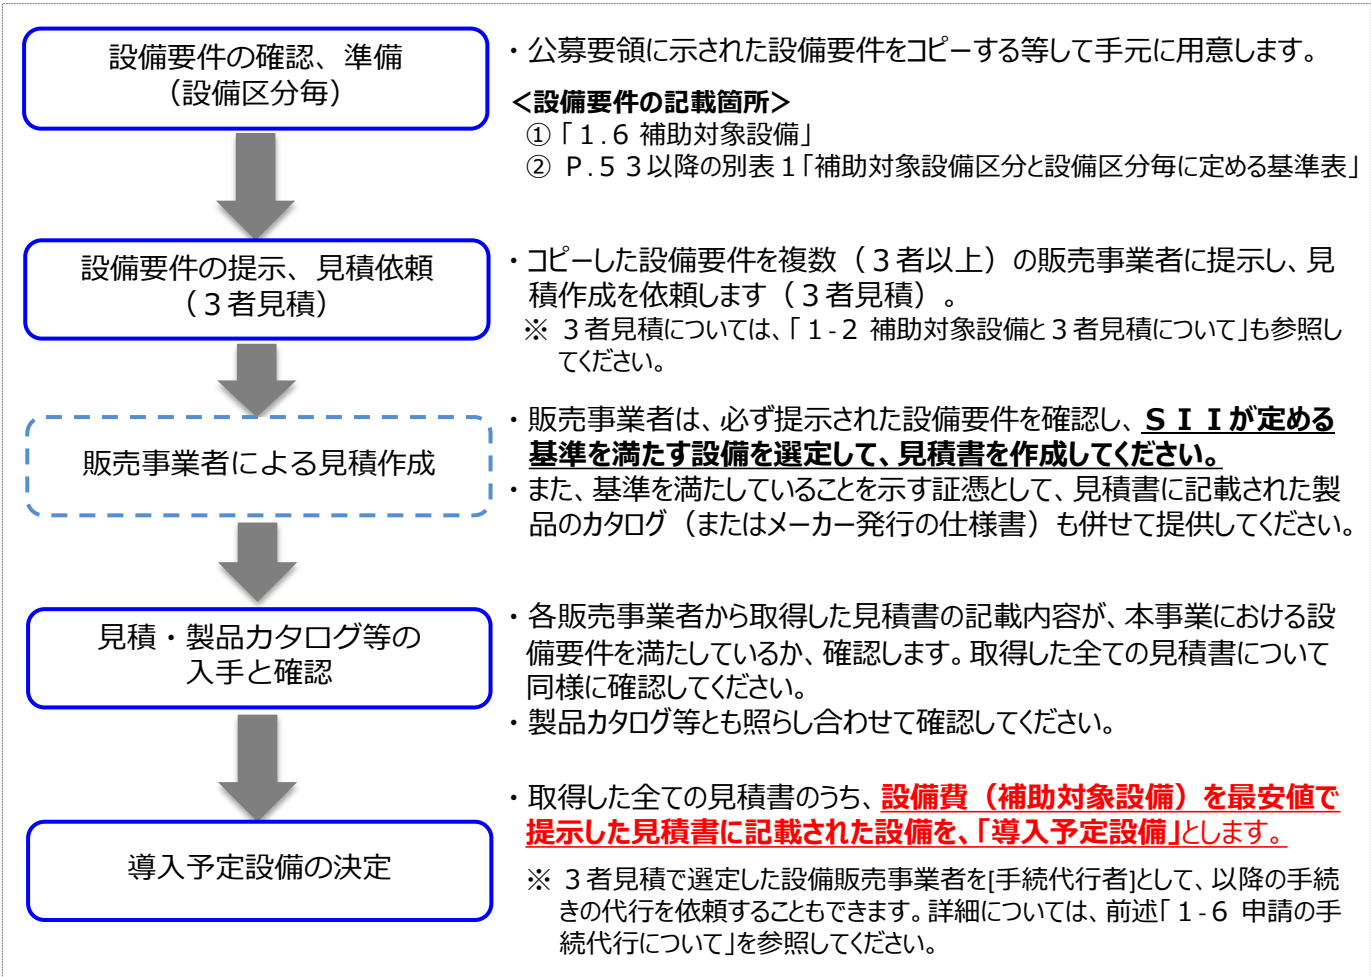 設備要件の確認、準備
（設備区分毎）
・公募要領に示された設備要件をコピーする等して手元に用意します。
＜設備要件の記載箇所＞
①「１.６ 補助対象設備」
② Ｐ.５３以降の別表１「補助対象設備区分と設備区分毎に定める基準表」
設備要件の提示、見積依頼
（３者見積）
・コピーした設備要件を複数（３者以上）の販売事業者に提示し、見
積作成を依頼します（３者見積）。
※ ３者見積については、「１-２ 補助対象設備と３者見積について」も参照し
てください。
販売事業者による見積作成
・販売事業者は、必ず提示された設備要件を確認し、ＳＩＩが定める
基準を満たす設備を選定して、見積書を作成してください。
・また、基準を満たしていることを示す証憑として、見積書に記載された製
品のカタログ（またはメーカー発行の仕様書）も併せて提供してください。
見積・製品カタログ等の
入手と確認
・各販売事業者から取得した見積書の記載内容が、本事業における設
備要件を満たしているか、確認します。取得した全ての見積書について
同様に確認してください。
・製品カタログ等とも照らし合わせて確認してください。
導入予定設備の決定
・取得した全ての見積書のうち、設備費（補助対象設備）を最安値で
提示した見積書に記載された設備を、「導入予定設備」とします。
※ ３者見積で選定した設備販売事業者を[手続代行者]として、以降の手続
きの代行を依頼することもできます。詳細については、前述「１-６ 申請の手
続代行について」を参照してください。